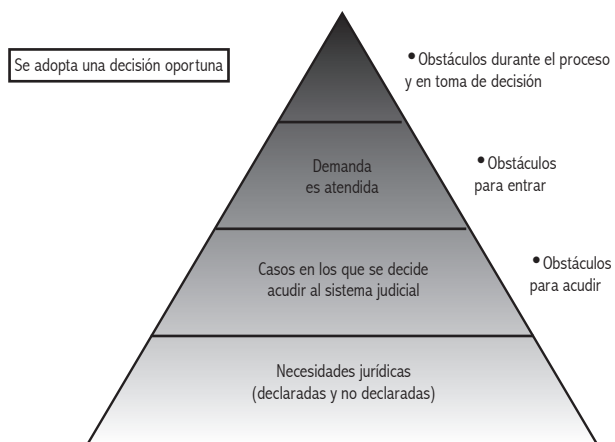 Se adopta una decisión oportuna
•Obstáculos durante el proceso
y en toma de decisión
Demanda
es atendida
•Obstáculos
para entrar
Casos en los que se decide
acudir al sistema judicial
•Obstáculos
para acudir
Necesidades jurídicas
(declaradas y no declaradas)